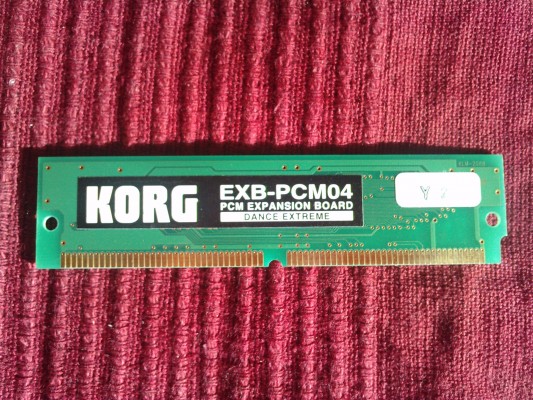 KORG
EXB-PCM04
PCM EXPANSION BOARD
DANCE EXTREME